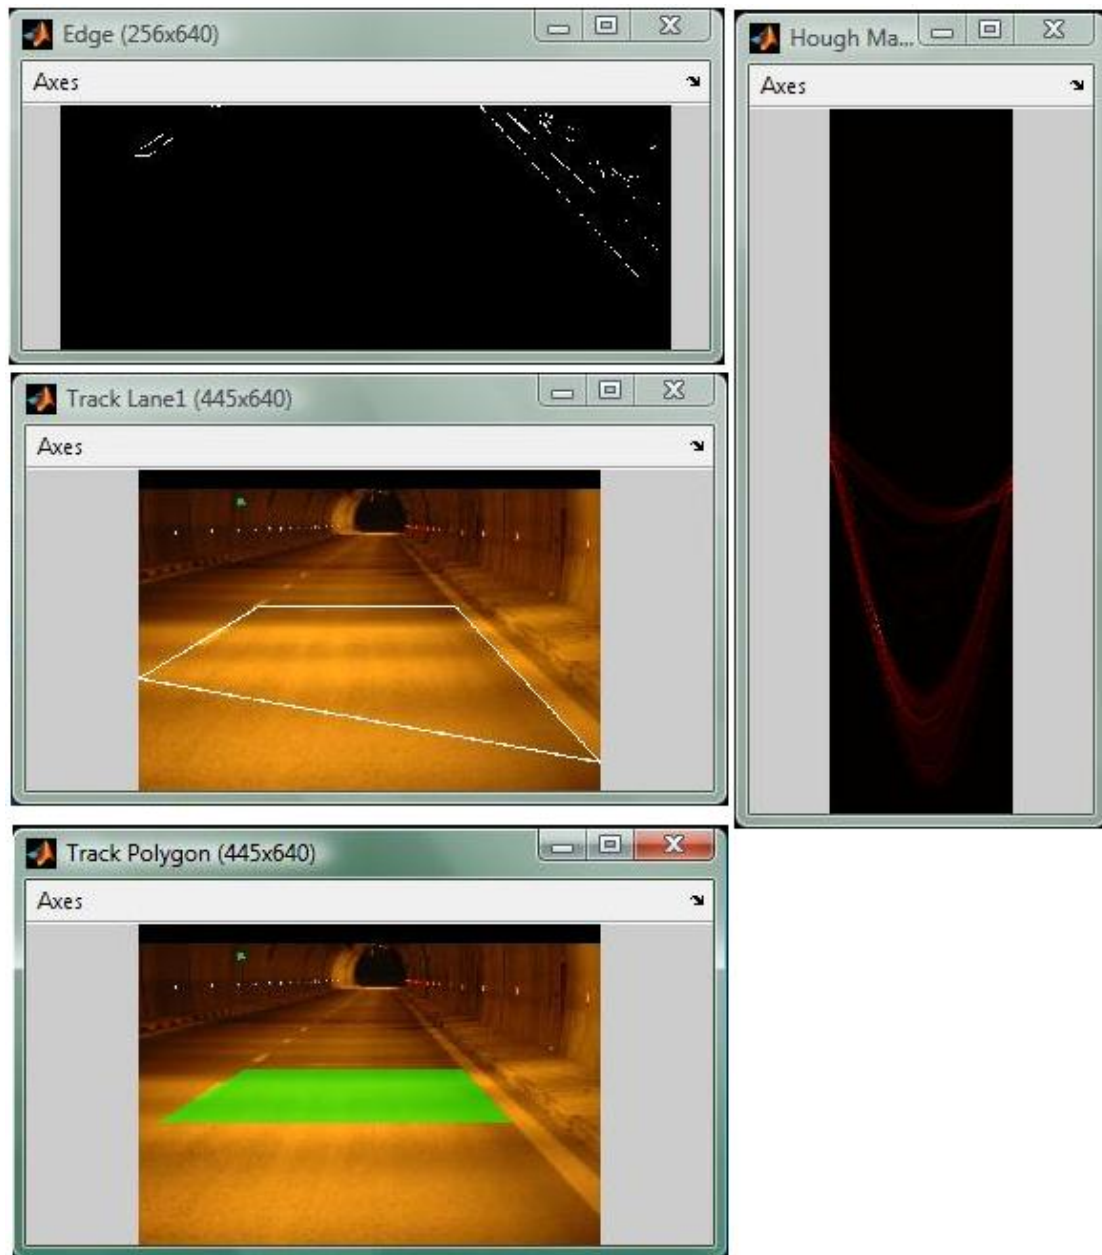 Edge (256x640)
Axes
Hough Ma...
Axes
Track Lane1 (445x640)
Axes
Track Polygon (445x640)
Axes